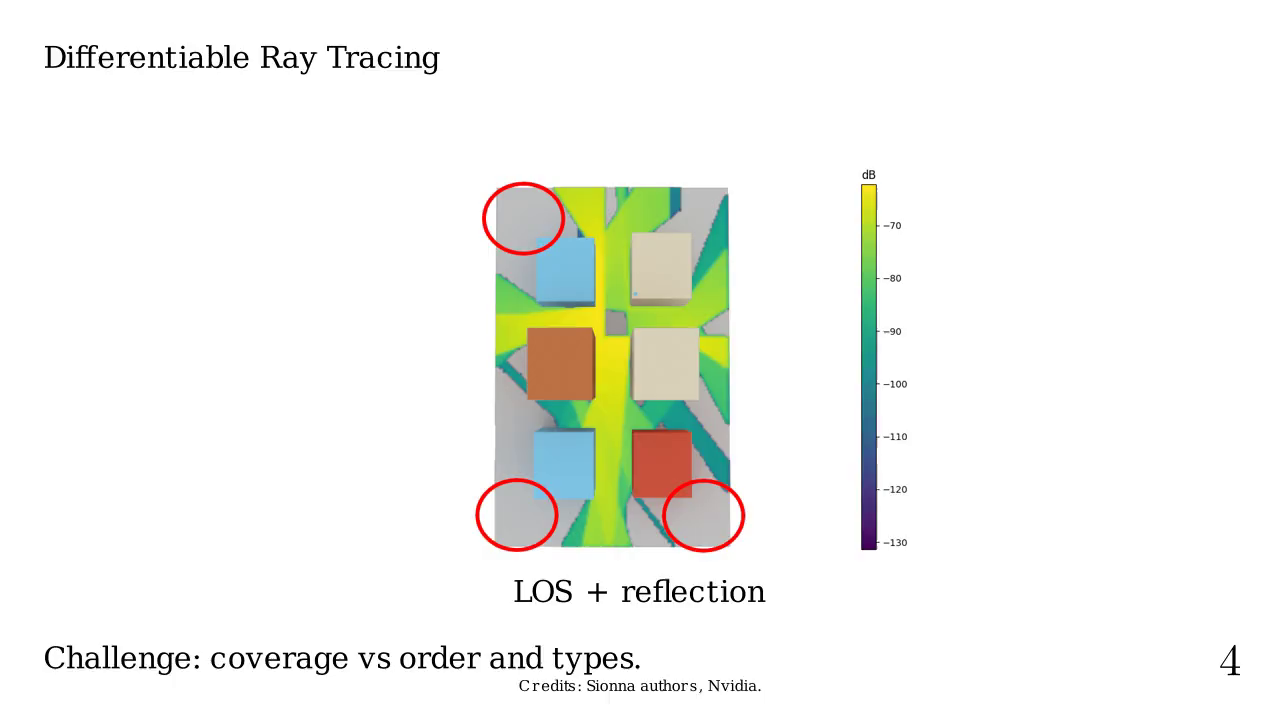 Differentiable Ray Tracing
dB
−70
−80
−90
−100
−110
−120
−130
LOS + reflection
Challenge: coverage vs order and types.
4
Credits: Sionna authors, Nvidia.